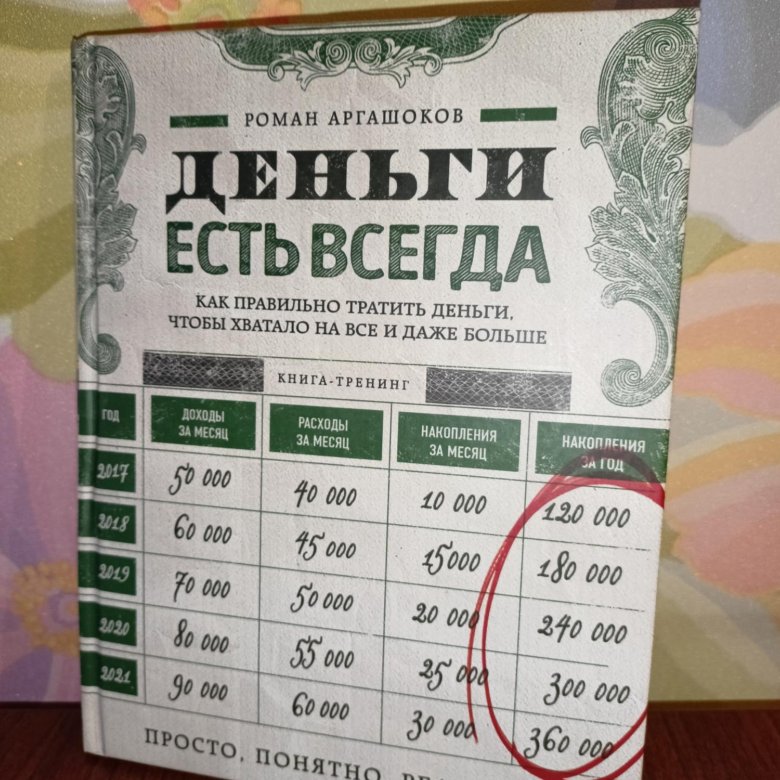 РОМАН АРГАШОКОВ
ДЕНЬГИ
ЕСТЬ ВСЕГДА
КАК ПРАВИЛЬНО ТРАТИТЬ ДЕНЬГИ,
ЧТОБЫ ХВАТАЛО НА ВСЕ И ДАЖЕ БОЛЬШЕ
КНИГА-ТРЕНИНГ
ГОД ДОХОДЫ ЗА МЕСЯЦ РАСХОДЫ ЗА МЕСЯЦ НАКОПЛЕНИЯ ЗА МЕСЯЦ НАКОПЛЕНИЯ ЗА ГОД
2017 50 000 40 000 10 000 120 000
2018 60 000 45 000 15000 180 000
2019 70 000 50 000 20 000 240 000
2020 80 000 55 000 25 000 300 000
2021 90 000 60 000 30 000 360 000
ПРОСТО, ПОНЯТНО,